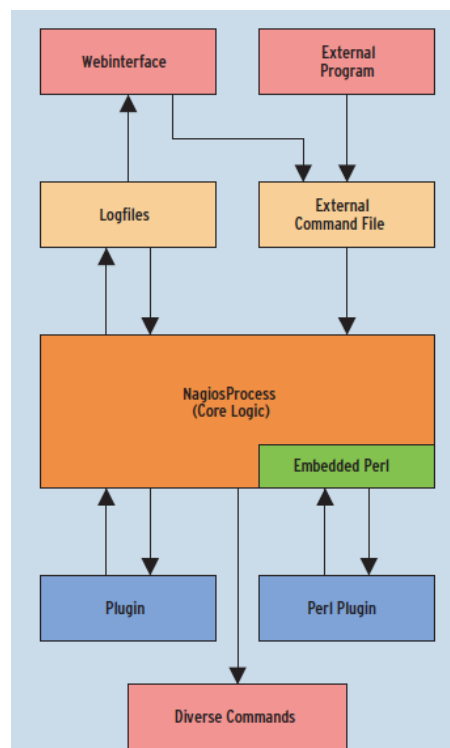 Webinterface
External
Program
Logfiles
External
Command File
NagiosProcess
(Core Logic)
Embedded Perl
Plugin
Perl Plugin
Diverse Commands